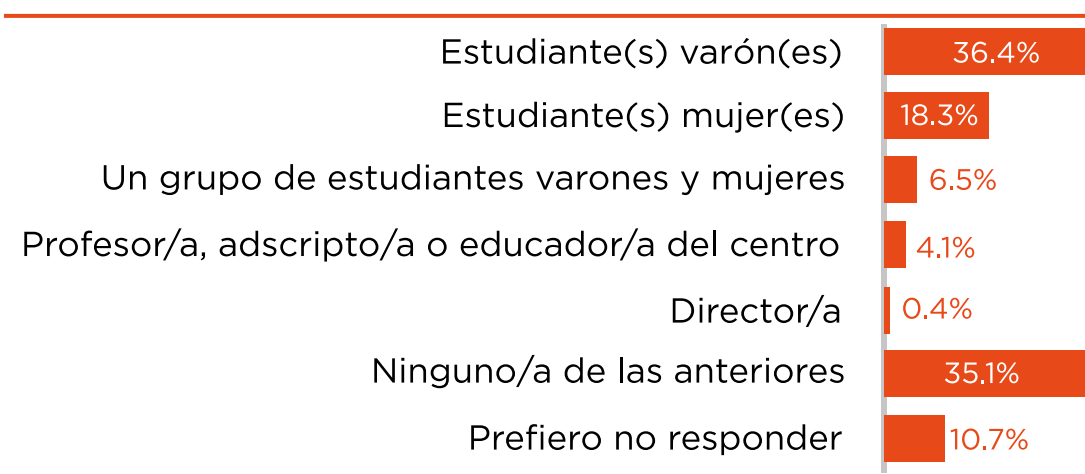 Estudiante(s) varón(es) 36.4%
Estudiante(s) mujer(es) 18.3%
Un grupo de estudiantes varones y mujeres 6.5%
Profesor/a, adscripto/a o educador/a del centro 4.1%
Director/a 0.4%
Ninguno/a de las anteriores 35.1%
Prefiero no responder 10.7%